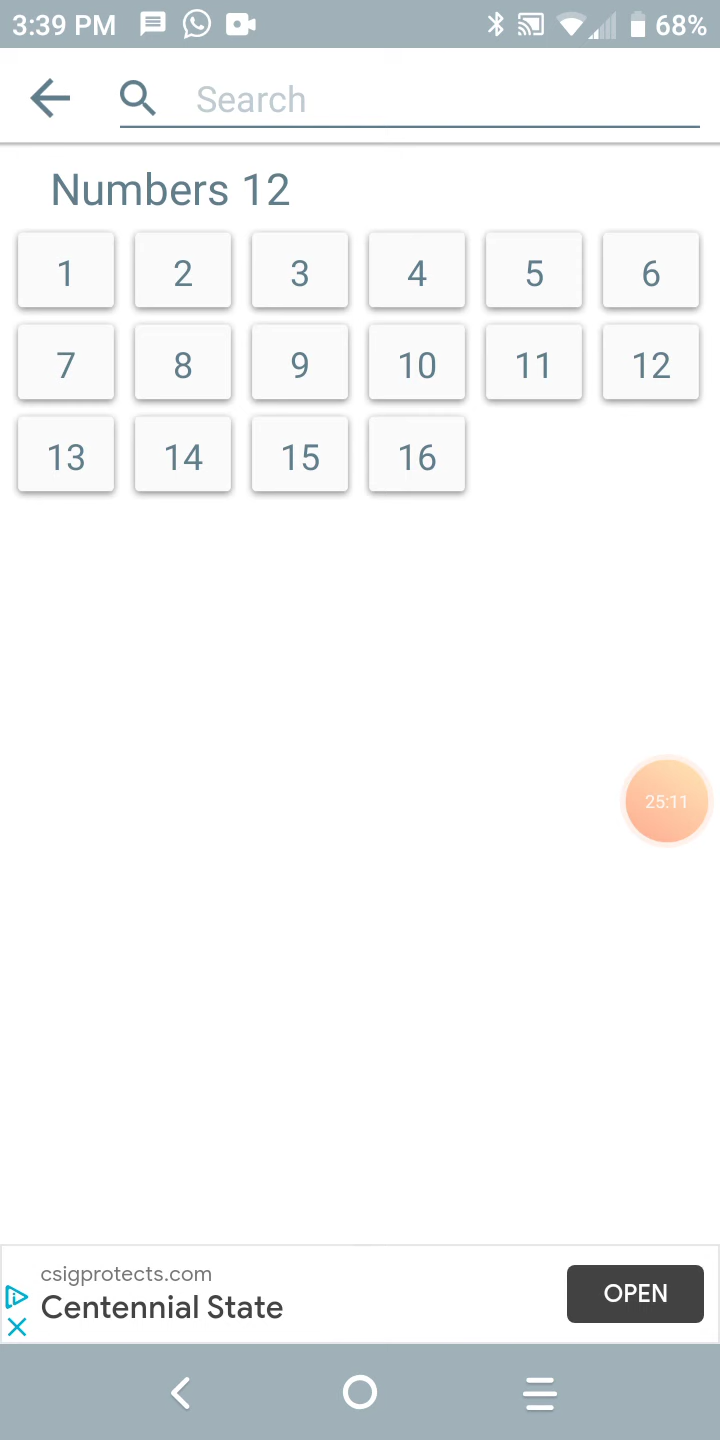 3:39 PM 68%
Search
Numbers 12
1 2 3 4 5 6
7 8 9 10 11 12
13 14 15 16
25:11
csigprotects.com
Centennial State
OPEN